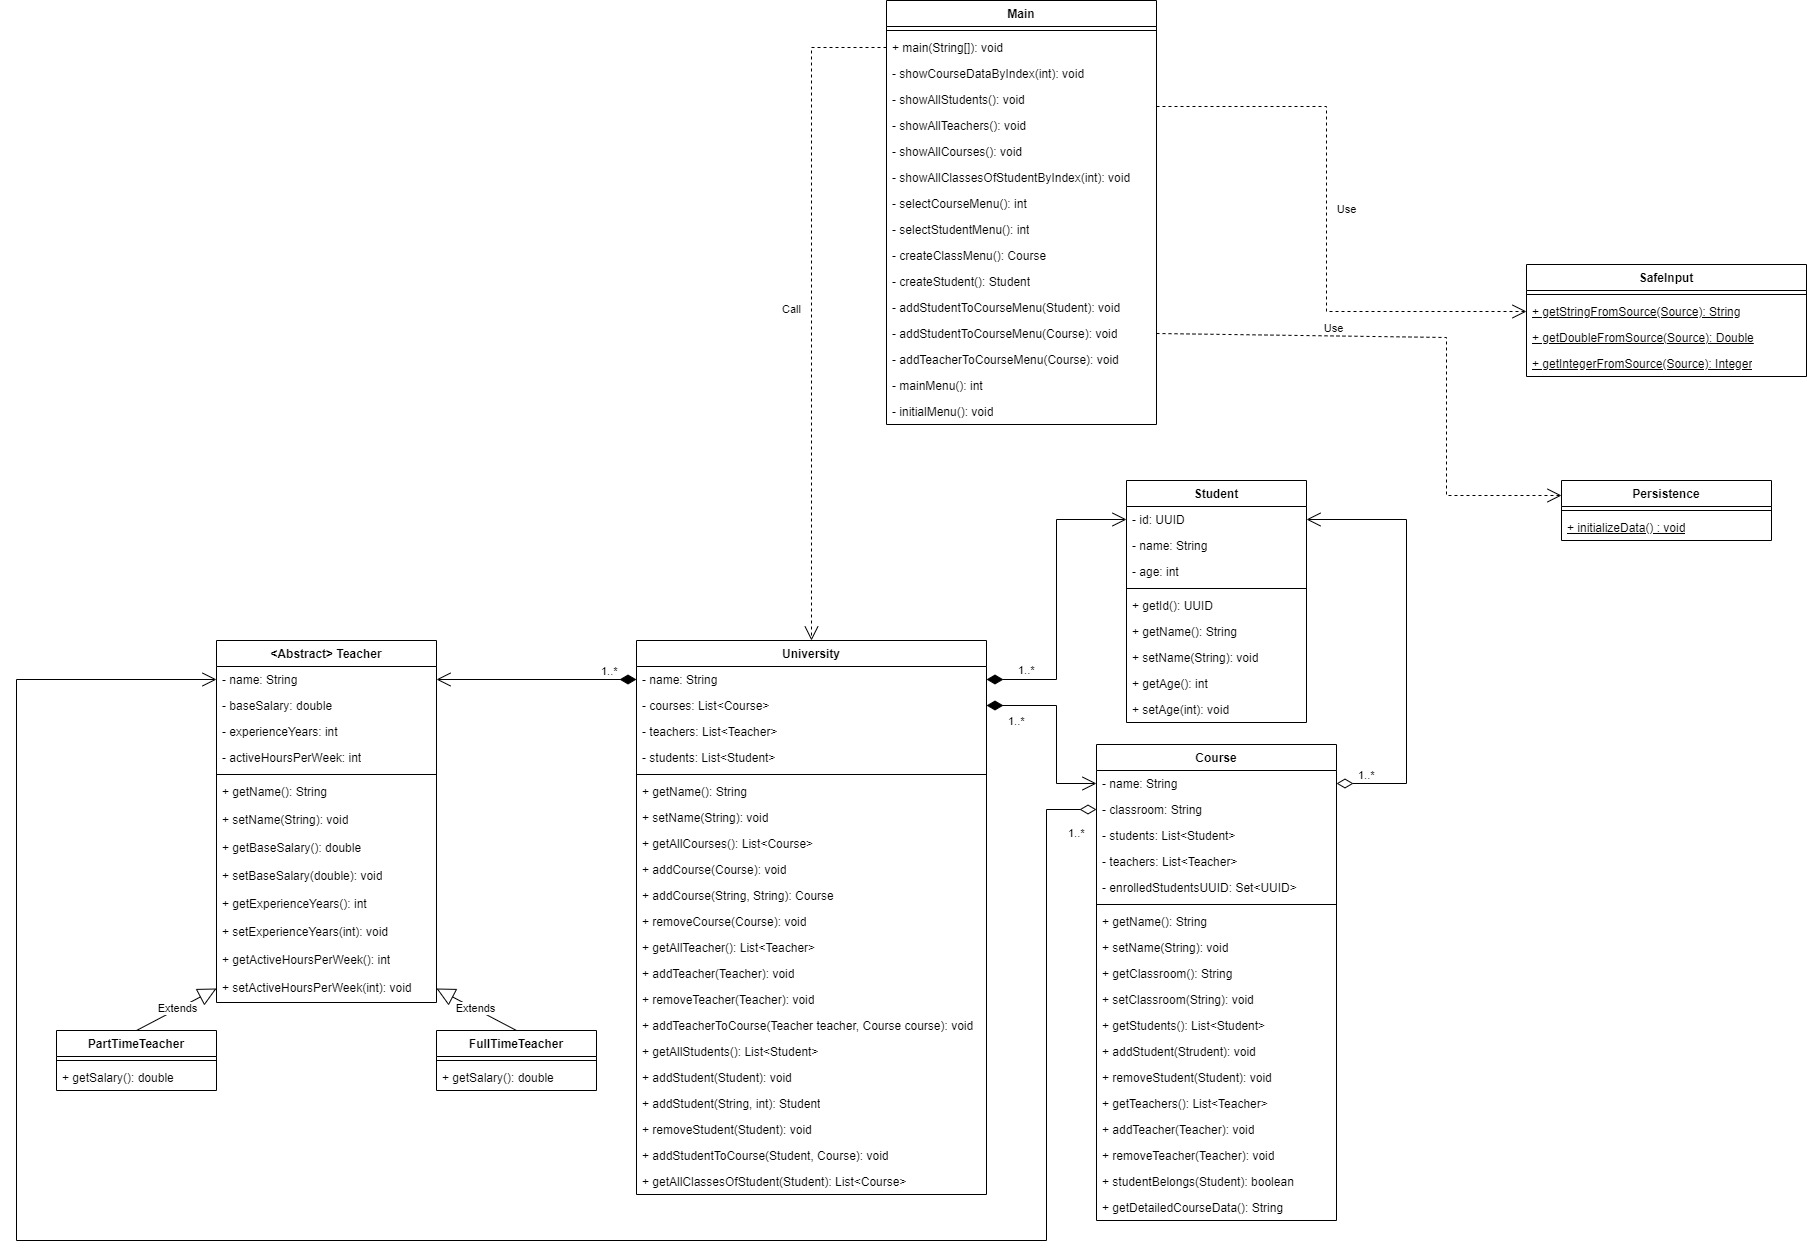 Main
+ main(String[]): void
- showCourseDataByIndex(int): void
- showAllStudents(): void
- showAllTeachers(): void
- showAllCourses(): void
- showAllClassesOfStudentByIndex(int): void
- selectCourseMenu(): int
- selectStudentMenu(): int
- createClassMenu(): Course
- createStudent(): Student
- addStudentToCourseMenu(Student): void
- addStudentToCourseMenu(Course): void
- addTeacherToCourseMenu(Course): void
- mainMenu(): int
- initialMenu(): void
Call
Use
Use
SafeInput
+ getStringFromSource(Source): String
+ getDoubleFromSource(Source): Double
+ getIntegerFromSource(Source): Integer
Persistence
+ initializeData() : void
Student
- id: UUID
- name: String
- age: int
+ getId(): UUID
+ getName(): String
+ setName(String): void
+ getAge(): int
+ setAge(int): void
<Abstract> Teacher
- name: String
- baseSalary: double
- experienceYears: int
- activeHoursPerWeek: int
+ getName(): String
+ setName(String): void
+ getBaseSalary(): double
+ setBaseSalary(double): void
+ getExperienceYears(): int
+ setExperienceYears(int): void
+ getActiveHoursPerWeek(): int
+ setActiveHoursPerWeek(int): void
Extends
Extends
PartTimeTeacher
+ getSalary(): double
FullTimeTeacher
+ getSalary(): double
1..*
University
- name: String
- courses: List<Course>
- teachers: List<Teacher>
- students: List<Student>
+ getName(): String
+ setName(String): void
+ getAllCourses(): List<Course>
+ addCourse(Course): void
+ addCourse(String, String): Course
+ removeCourse(Course): void
+ getAllTeacher(): List<Teacher>
+ addTeacher(Teacher): void
+ removeTeacher(Teacher): void
+ addTeacherToCourse(Teacher teacher, Course course): void
+ getAllStudents(): List<Student>
+ addStudent(Student): void
+ addStudent(String, int): Student
+ removeStudent(Student): void
+ addStudentToCourse(Student, Course): void
+ getAllClassesOfStudent(Student): List<Course>
1..*
1..*
1..*
1..*
Course
- name: String
- classroom: String
- students: List<Student>
- teachers: List<Teacher>
- enrolledStudentsUUID: Set<UUID>
+ getName(): String
+ setName(String): void
+ getClassroom(): String
+ setClassroom(String): void
+ getStudents(): List<Student>
+ addStudent(Strudent): void
+ removeStudent(Student): void
+ getTeachers(): List<Teacher>
+ addTeacher(Teacher): void
+ removeTeacher(Teacher): void
+ studentBelongs(Student): boolean
+ getDetailedCourseData(): String